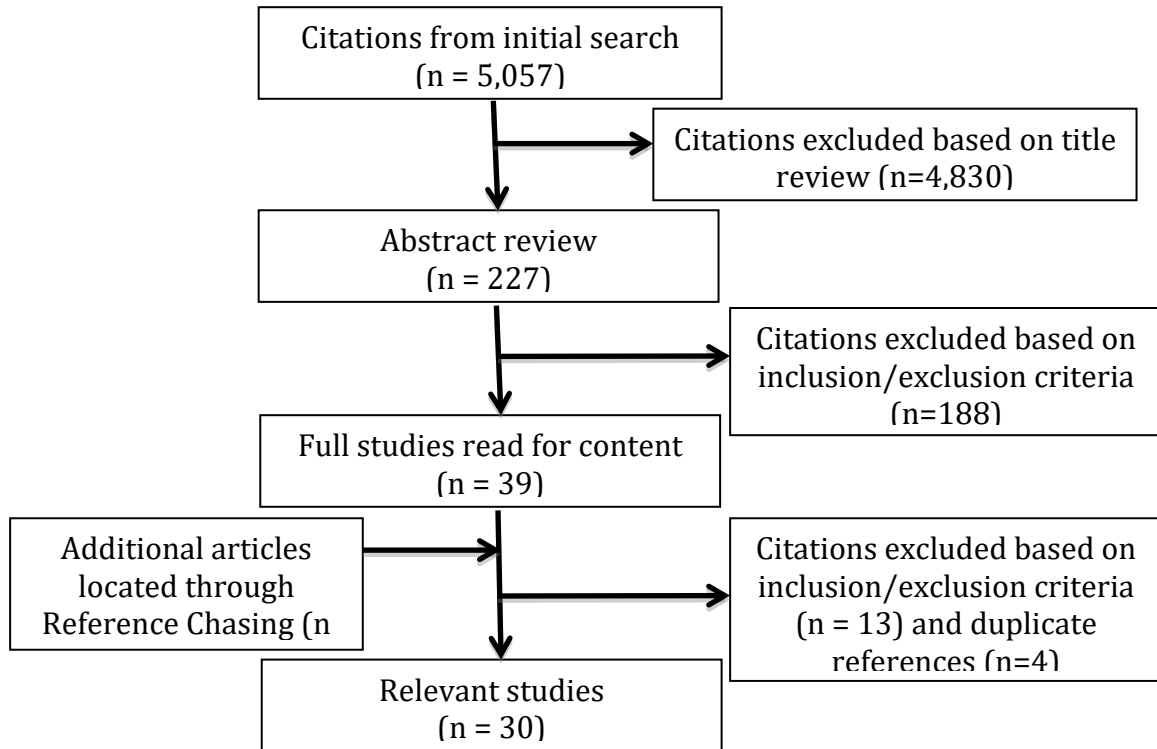 Citations from initial search
(n = 5,057)
Citations excluded based on title
review (n=4,830)
Abstract review
(n = 227)
Citations excluded based on
inclusion/exclusion criteria
(n=188)
Full studies read for content
(n = 39)
Additional articles
located through
Reference Chasing (n
Citations excluded based on
inclusion/exclusion criteria
(n = 13) and duplicate
references (n=4)
Relevant studies
(n = 30)